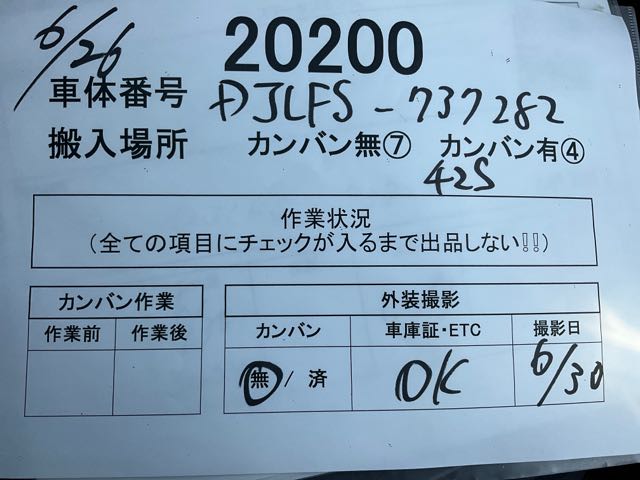 6/26
20200
車体番号 DJLFS-737282
搬入場所 カンバン無⑦ カンバン有④
42S
作業状況
(全ての項目にチェックが入るまで出品しない!!)
カンバン作業 外装撮影
作業前 作業後 カンバン 車庫証・ETC 撮影日
無 / 済 OK 6/30